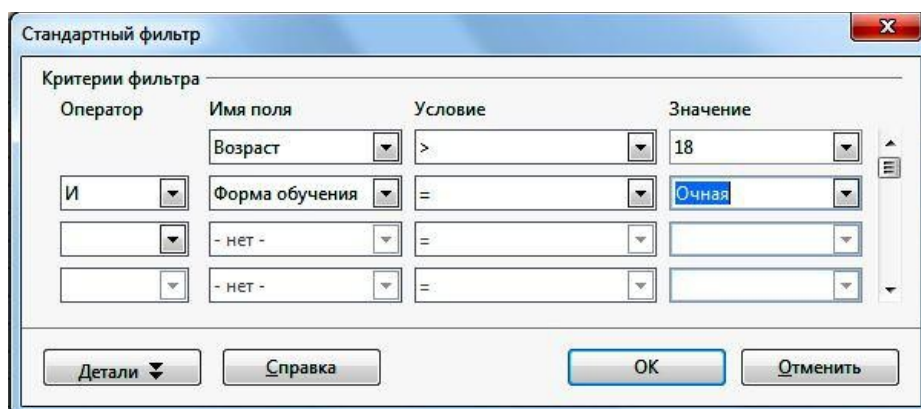 Стандартный фильтр
Критерии фильтра
Оператор Имя поля Условие Значение
Возраст > 18
И Форма обучения = Очная
- нет - =
- нет - =
Детали Справка OK Отменить